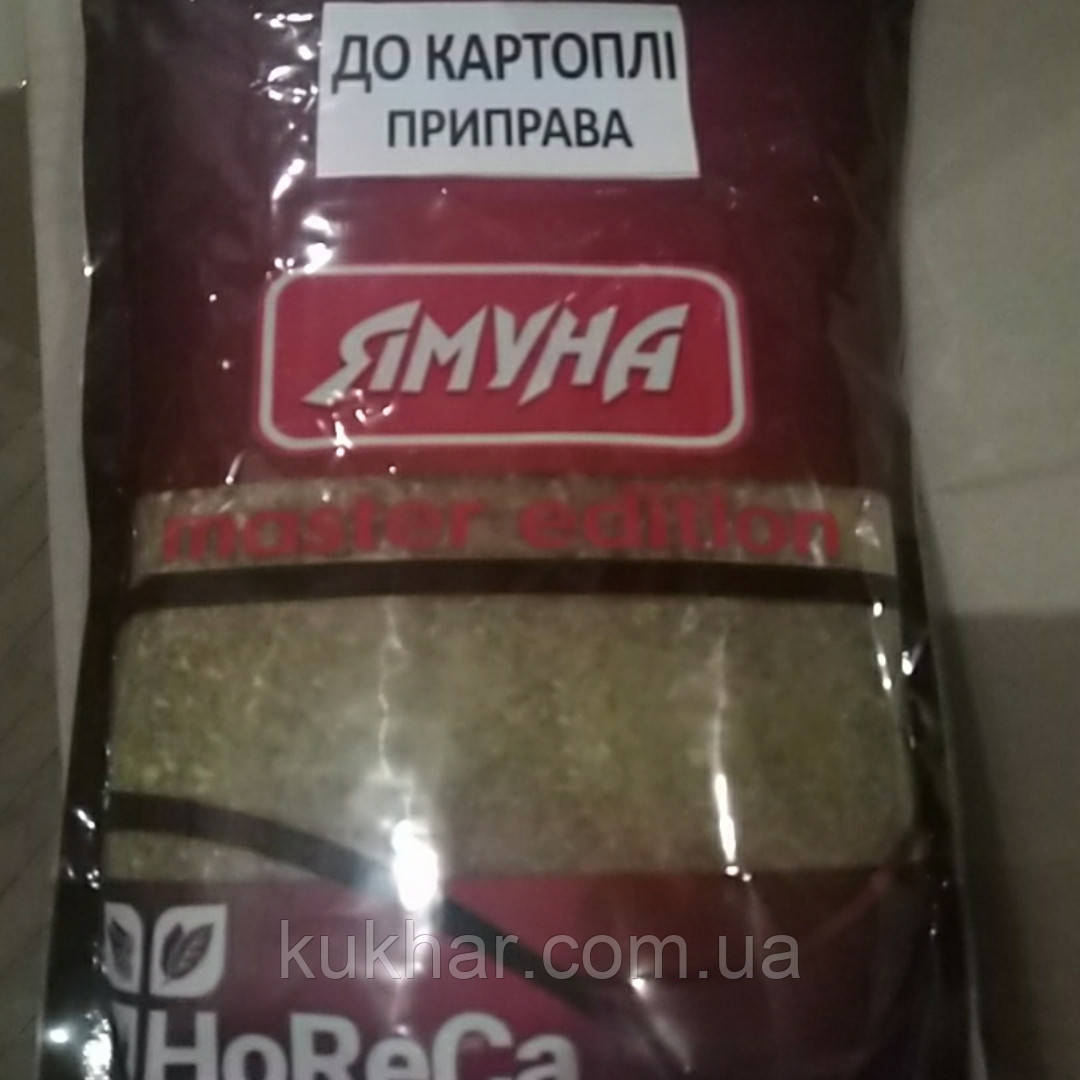 ДО КАРТОПЛІ
ПРИПРАВА
ЯМУНА
master edition
kukhar.com.ua
HoReCa